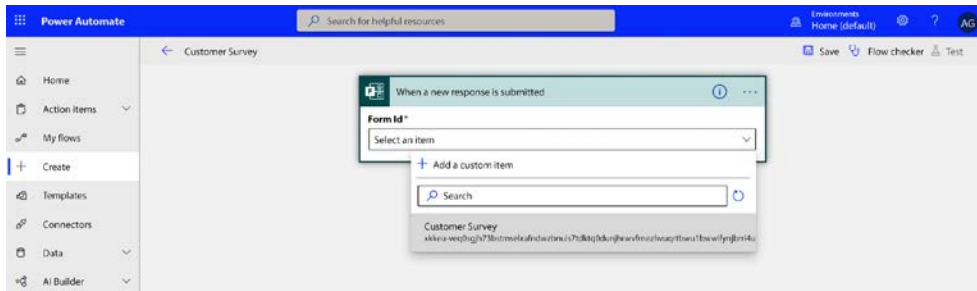 Power Automate
Search for helpful resources
Environments
Home (default)
?
AG
Customer Survey
Save
Flow checker
Test
Home
Action items
My flows
Create
Templates
Connectors
Data
AI Builder
When a new response is submitted
Form Id *
Select an item
Add a custom item
Search
Customer Survey